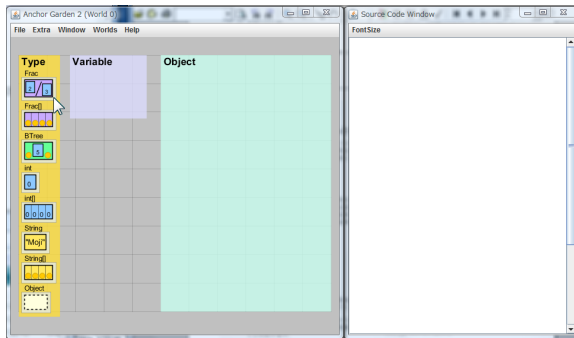 Anchor Garden 2 (World 0)
File Extra Window Worlds Help
Type Variable Object
Frac
2/3
Frac[]
BTree
5
int
0
int[]
0 0 0 0
String
"Moji"
String[]
Object
Source Code Window
FontSize